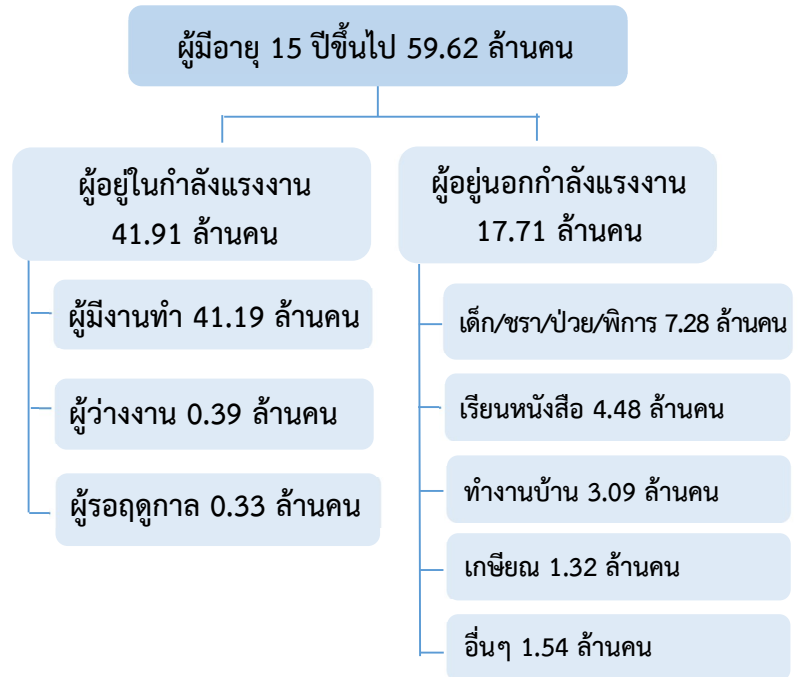 ผู้มีอายุ 15 ปีขึ้นไป 59.62 ล้านคน
ผู้อยู่ในกำลังแรงงาน
41.91 ล้านคน
ผู้มีงานทำ 41.19 ล้านคน
ผู้ว่างงาน 0.39 ล้านคน
ผู้รอฤดูกาล 0.33 ล้านคน
ผู้อยู่นอกกำลังแรงงาน
17.71 ล้านคน
เด็ก/ชรา/ป่วย/พิการ 7.28 ล้านคน
เรียนหนังสือ 4.48 ล้านคน
ทำงานบ้าน 3.09 ล้านคน
เกษียณ 1.32 ล้านคน
อื่นๆ 1.54 ล้านคน